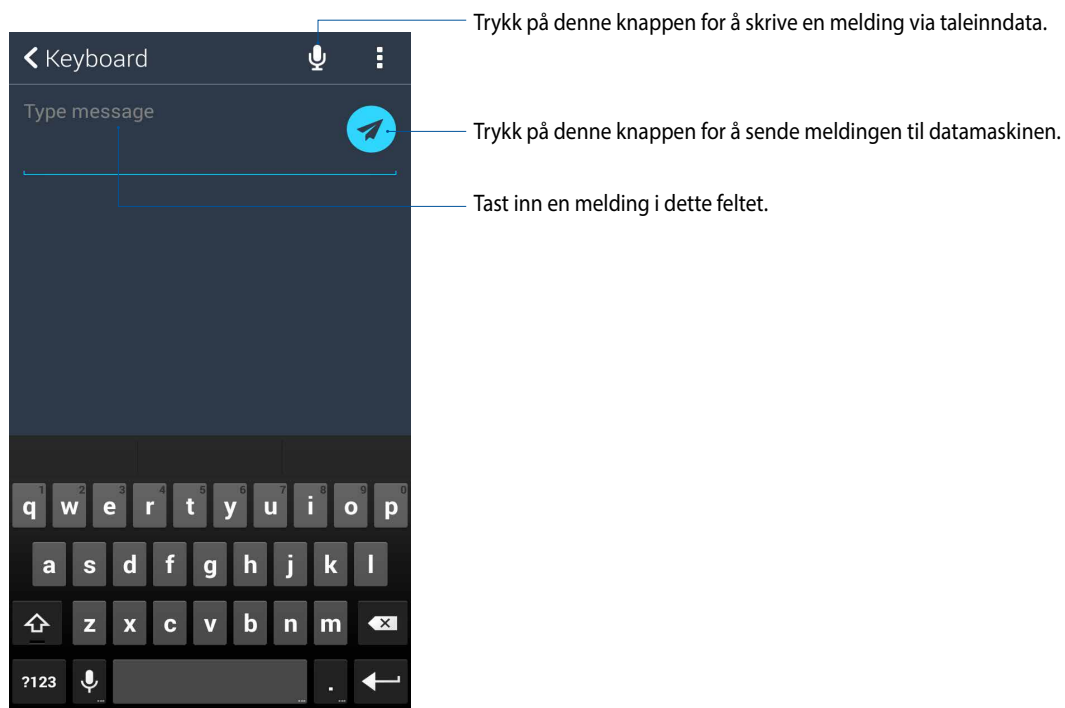 Trykk på denne knappen for å skrive en melding via taleinndata.
Keyboard
Type message
Trykk på denne knappen for å sende meldingen til datamaskinen.
Tast inn en melding i dette feltet.
1 2 3 4 5 6 7 8 9 0
q w e r t y u i o p
a s d f g h j k l
z x c v b n m
?123 ... ... . ...